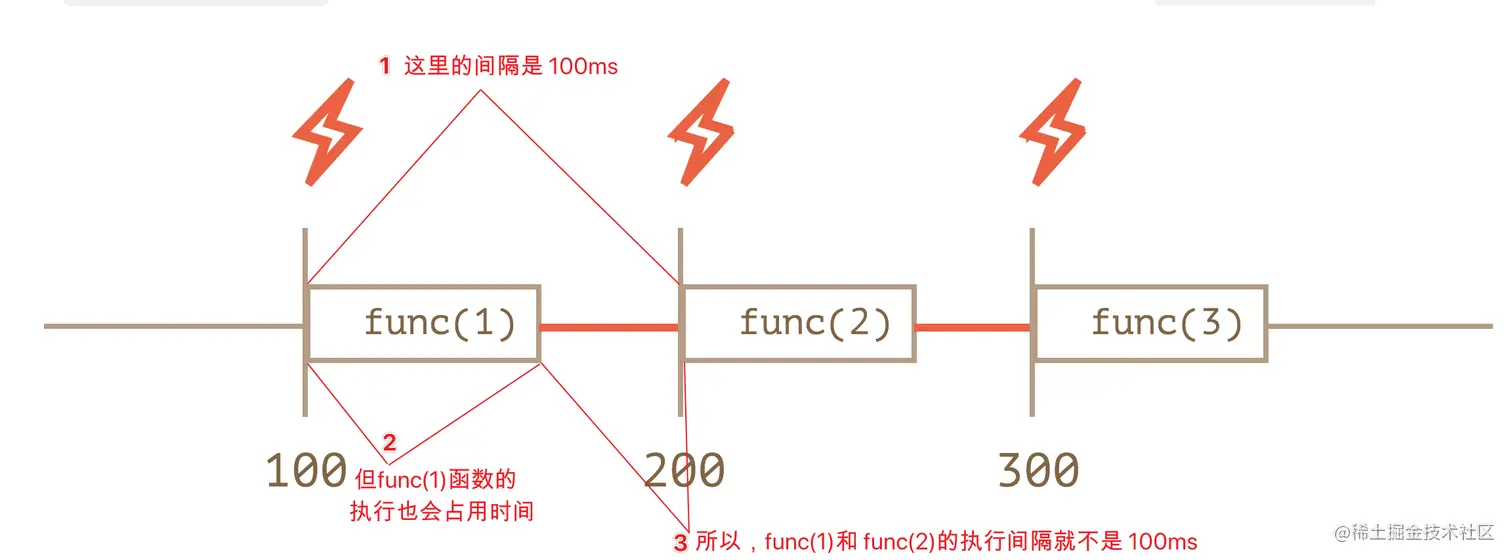 1 这里的间隔是 100ms
func(1)
func(2)
func(3)
100
200
300
2
但func(1)函数的
执行也会占用时间
3 所以，func(1)和 func(2)的执行间隔就不是 100ms
@稀土掘金技术社区